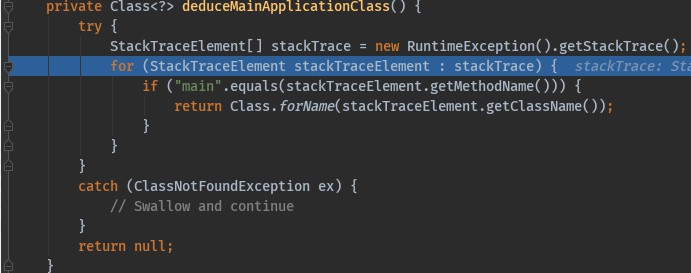 private Class<?> deduceMainApplicationClass() {
try {
StackTraceElement[] stackTrace = new RuntimeException().getStackTrace();
for (StackTraceElement stackTraceElement : stackTrace) { stackTrace: Sta
if ("main".equals(stackTraceElement.getMethodName())) {
return Class.forName(stackTraceElement.getClassName());
}
}
}
catch (ClassNotFoundException ex) {
// Swallow and continue
}
return null;
}